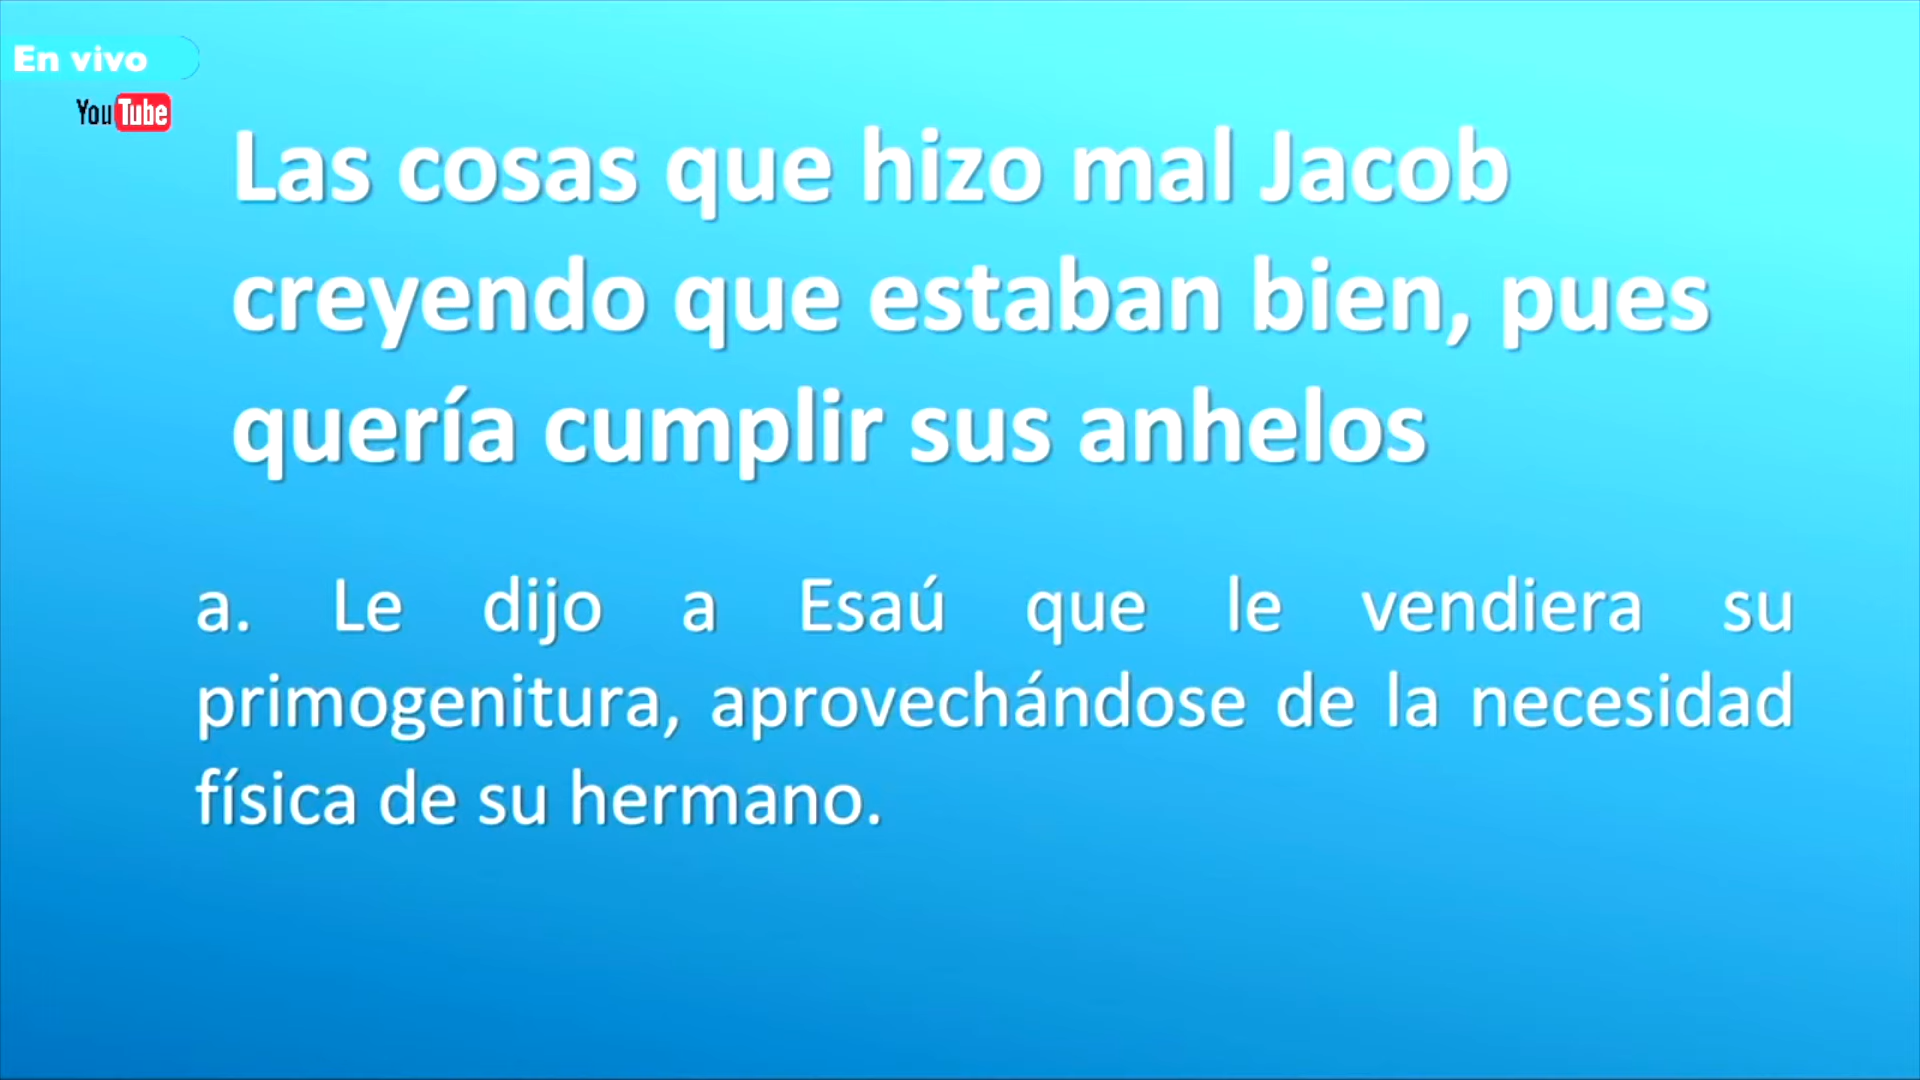 En vivo
YouTube
Las cosas que hizo mal Jacob
creyendo que estaban bien, pues
quería cumplir sus anhelos
a. Le dijo a Esaú que le vendiera su
primogenitura, aprovechándose de la necesidad
física de su hermano.